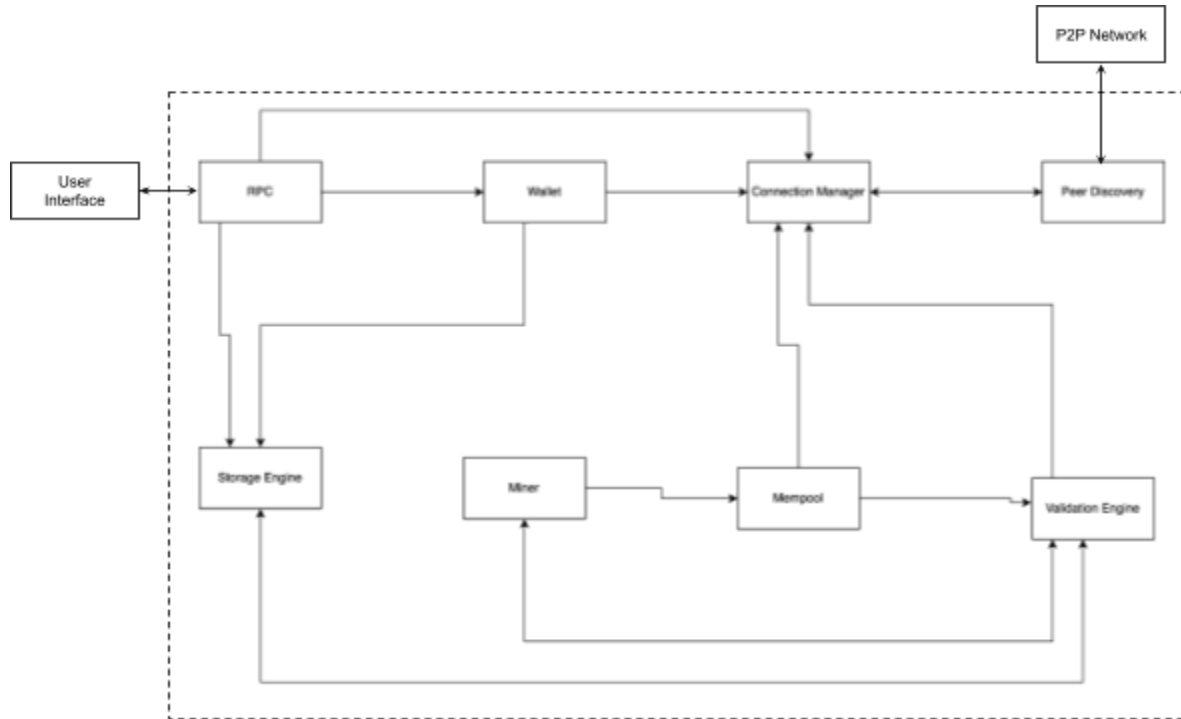 P2P Network
User
Interface
RPC
Wallet
Connection Manager
Peer Discovery
Storage Engine
Miner
Mempool
Validation Engine